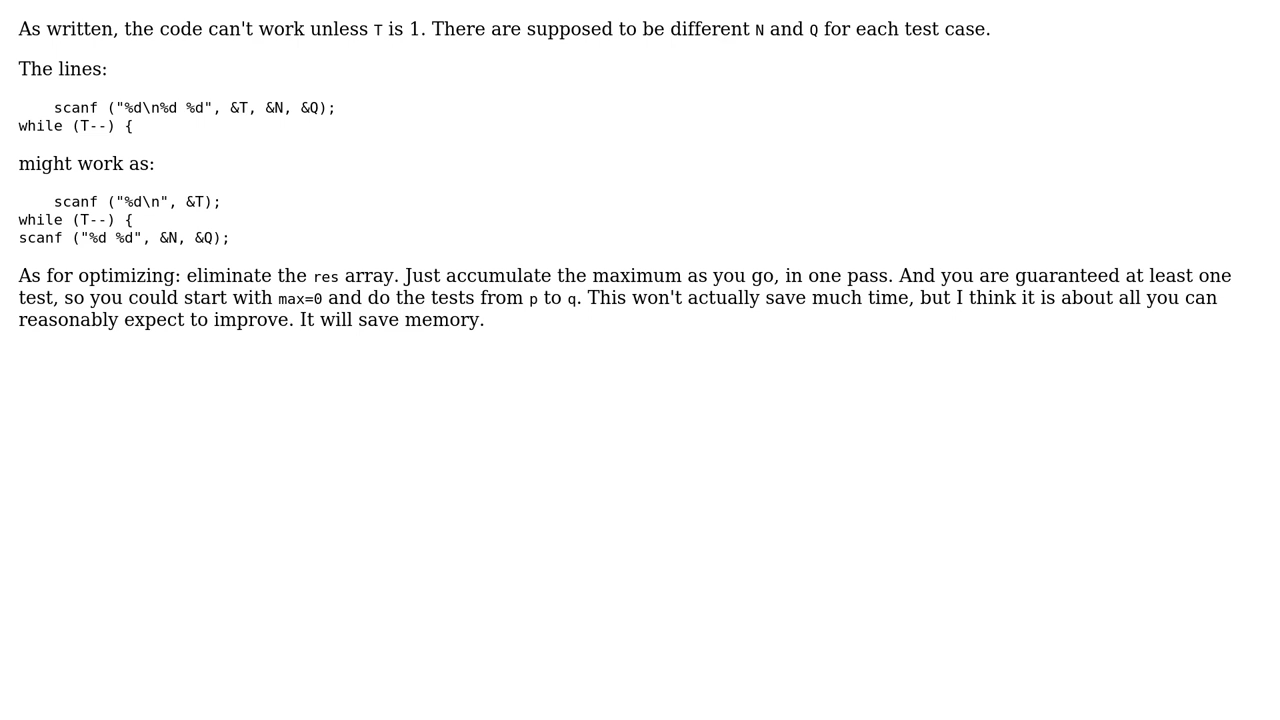 As written, the code can't work unless T is 1. There are supposed to be different N and Q for each test case.
The lines:
    scanf ("%d\n%d %d", &T, &N, &Q);
while (T--) {
might work as:
    scanf ("%d\n", &T);
while (T--) {
scanf ("%d %d", &N, &Q);
As for optimizing: eliminate the res array. Just accumulate the maximum as you go, in one pass. And you are guaranteed at least one
test, so you could start with max=0 and do the tests from p to q. This won't actually save much time, but I think it is about all you can
reasonably expect to improve. It will save memory.